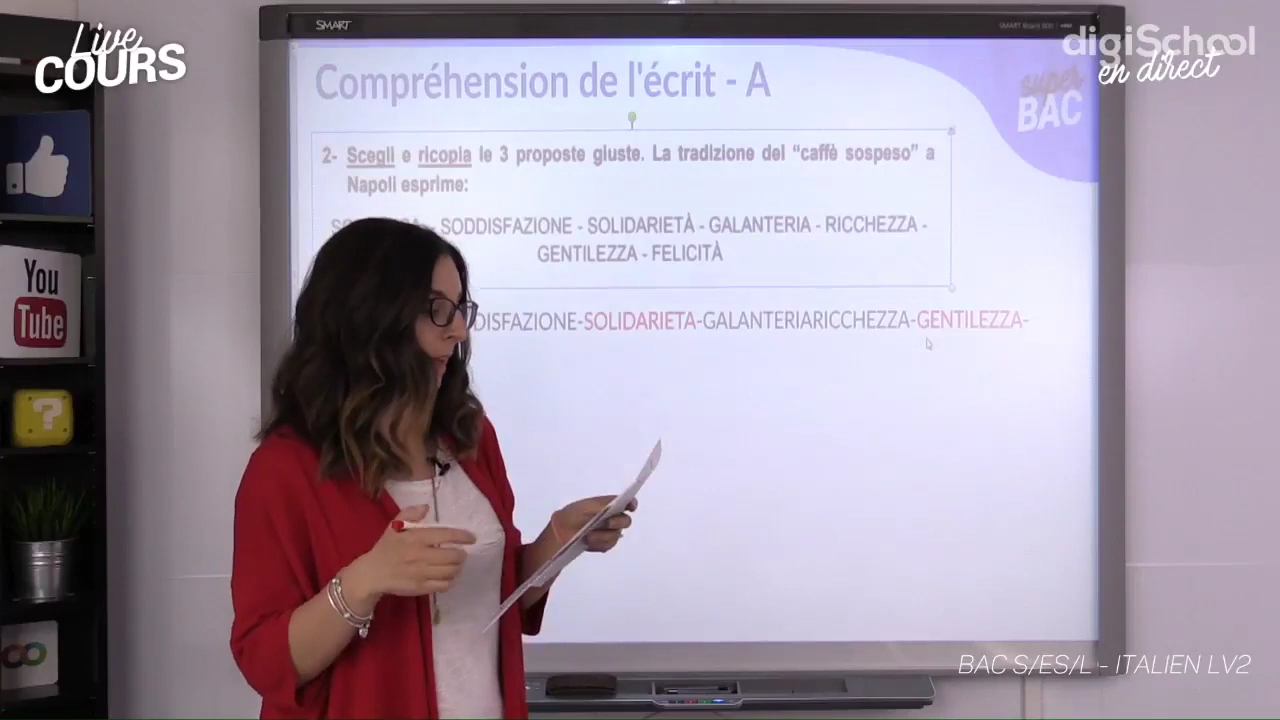 Live
COURS
SMART
digiSchool
en direct
super
BAC
Compréhension de l'écrit - A
2- Scegli e ricopia le 3 proposte giuste. La tradizione del “caffè sospeso” a
Napoli esprime:
- SODDISFAZIONE - SOLIDARIETÀ - GALANTERIA - RICCHEZZA -
GENTILEZZA - FELICITÀ
DISFAZIONE-SOLIDARIETA-GALANTERIARICCHEZZA-GENTILEZZA-
You
Tube
?
BAC S/ES/L - ITALIEN LV2